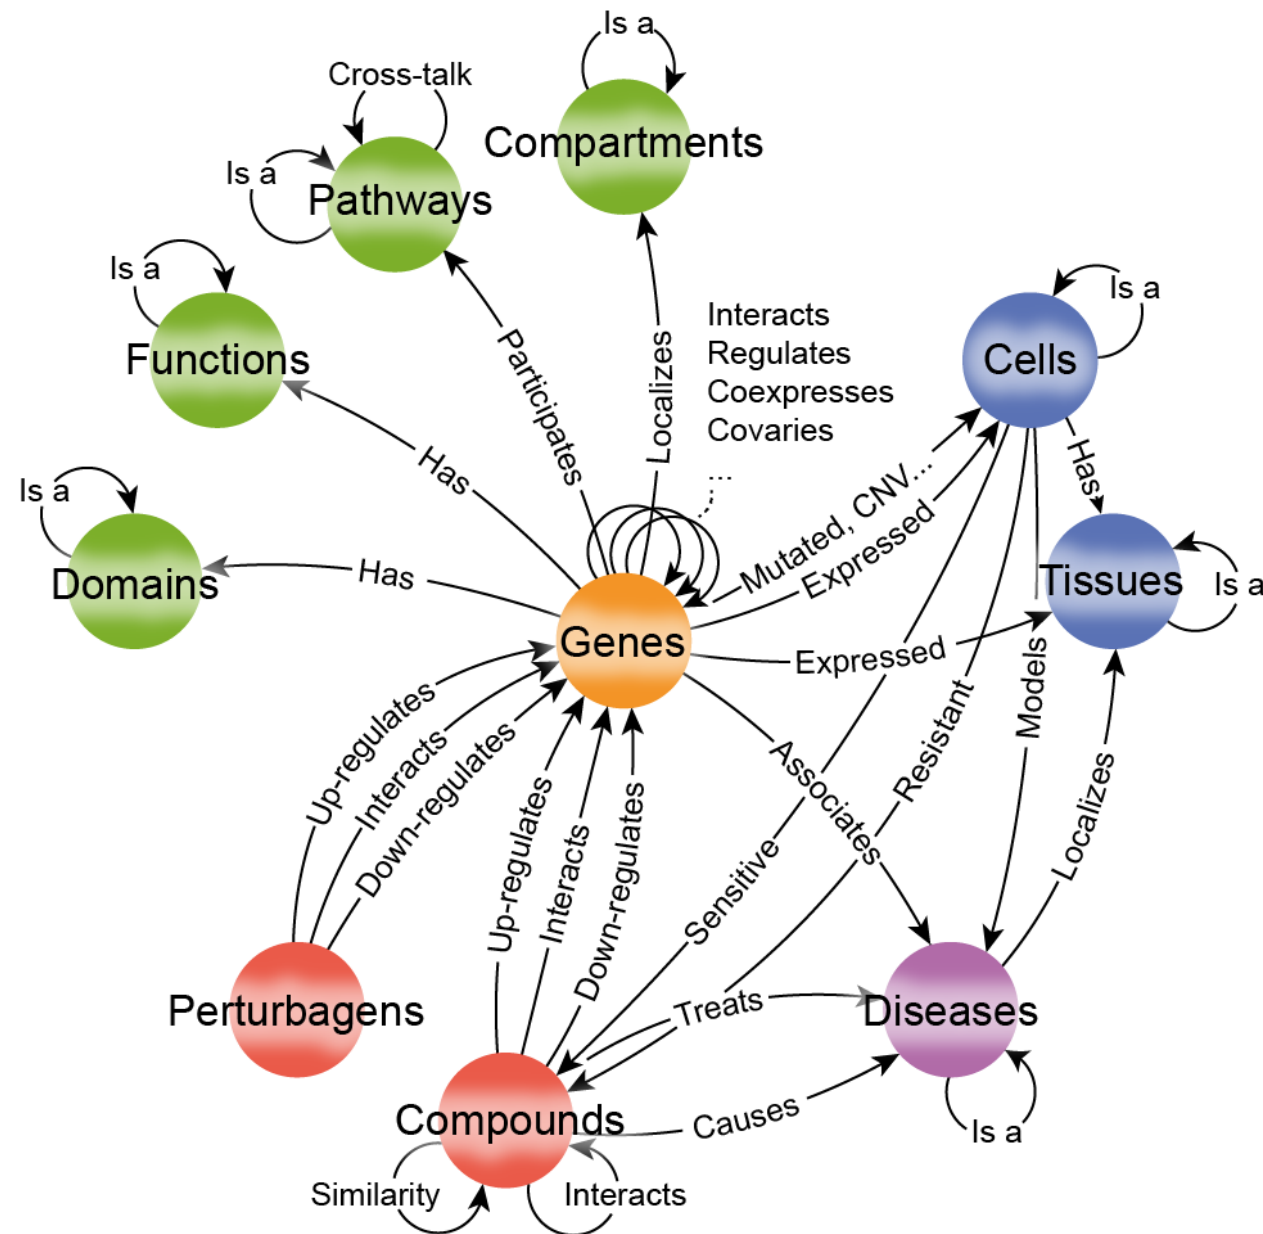 Is a
Cross-talk
Compartments
Is a
Pathways
Is a
Functions
Is a
Cells
Interacts
Regulates
Coexpresses
Covaries
Participates
Localizes
Has
Has
Is a
Domains
Has
Mutated, CNV...
Expressed
Tissues
Is a
Genes
Expressed
Models
Up-regulates
Interacts
Down-regulates
Up-regulates
Interacts
Down-regulates
Associates
Resistant
Sensitive
Localizes
Perturbagens
Treats
Diseases
Compounds
Causes
Is a
Similarity
Interacts